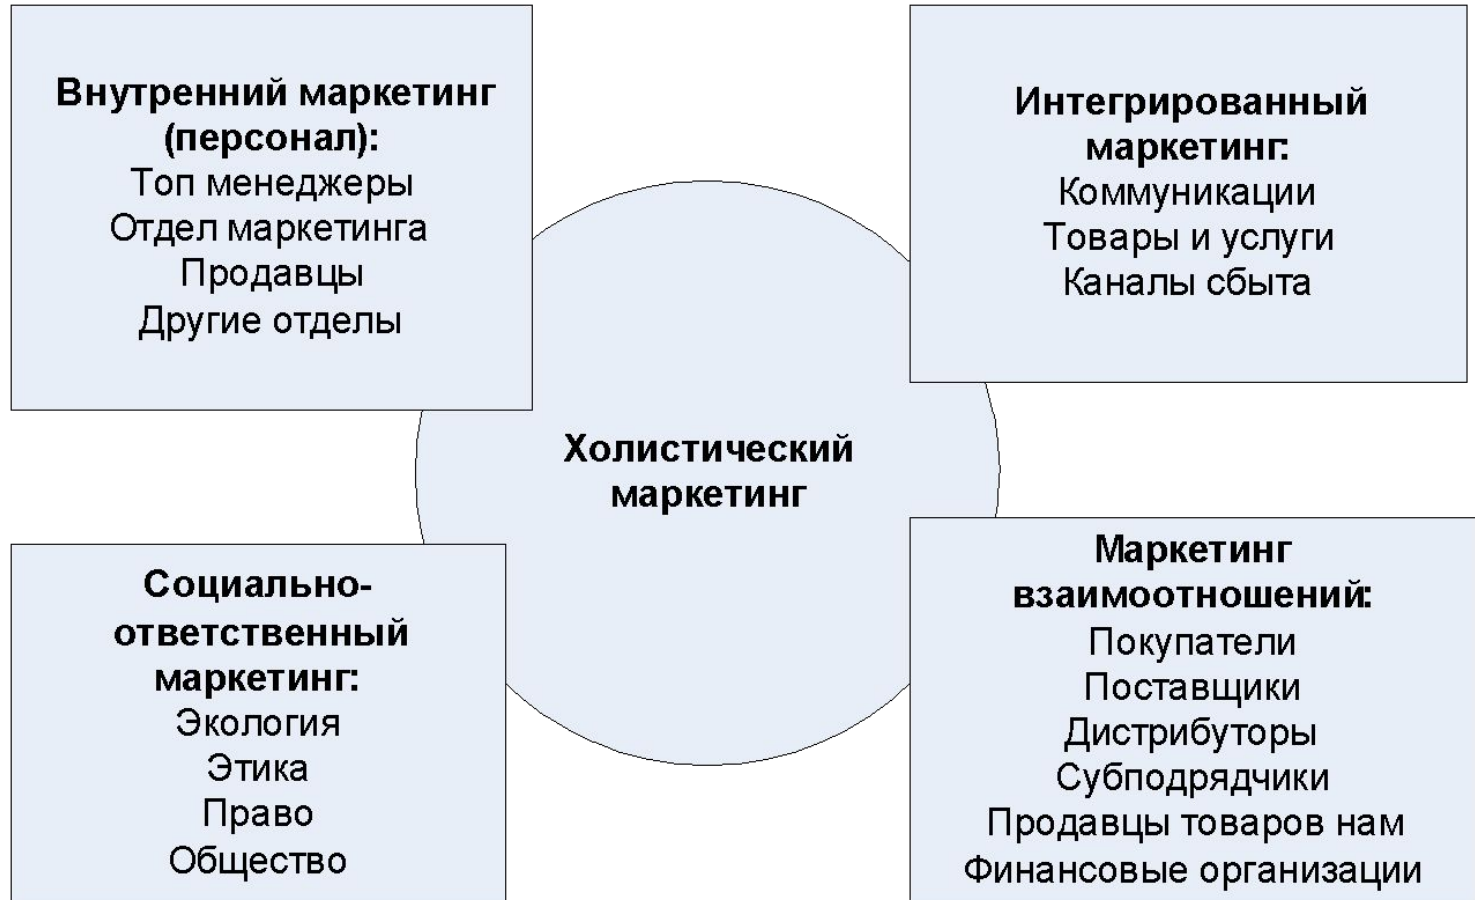 Внутренний маркетинг
(персонал):
Топ менеджеры
Отдел маркетинга
Продавцы
Другие отделы
Интегрированный
маркетинг:
Коммуникации
Товары и услуги
Каналы сбыта
Холистический
маркетинг
Социально-
ответственный
маркетинг:
Экология
Этика
Право
Общество
Маркетинг
взаимоотношений:
Покупатели
Поставщики
Дистрибуторы
Субподрядчики
Продавцы товаров нам
Финансовые организации